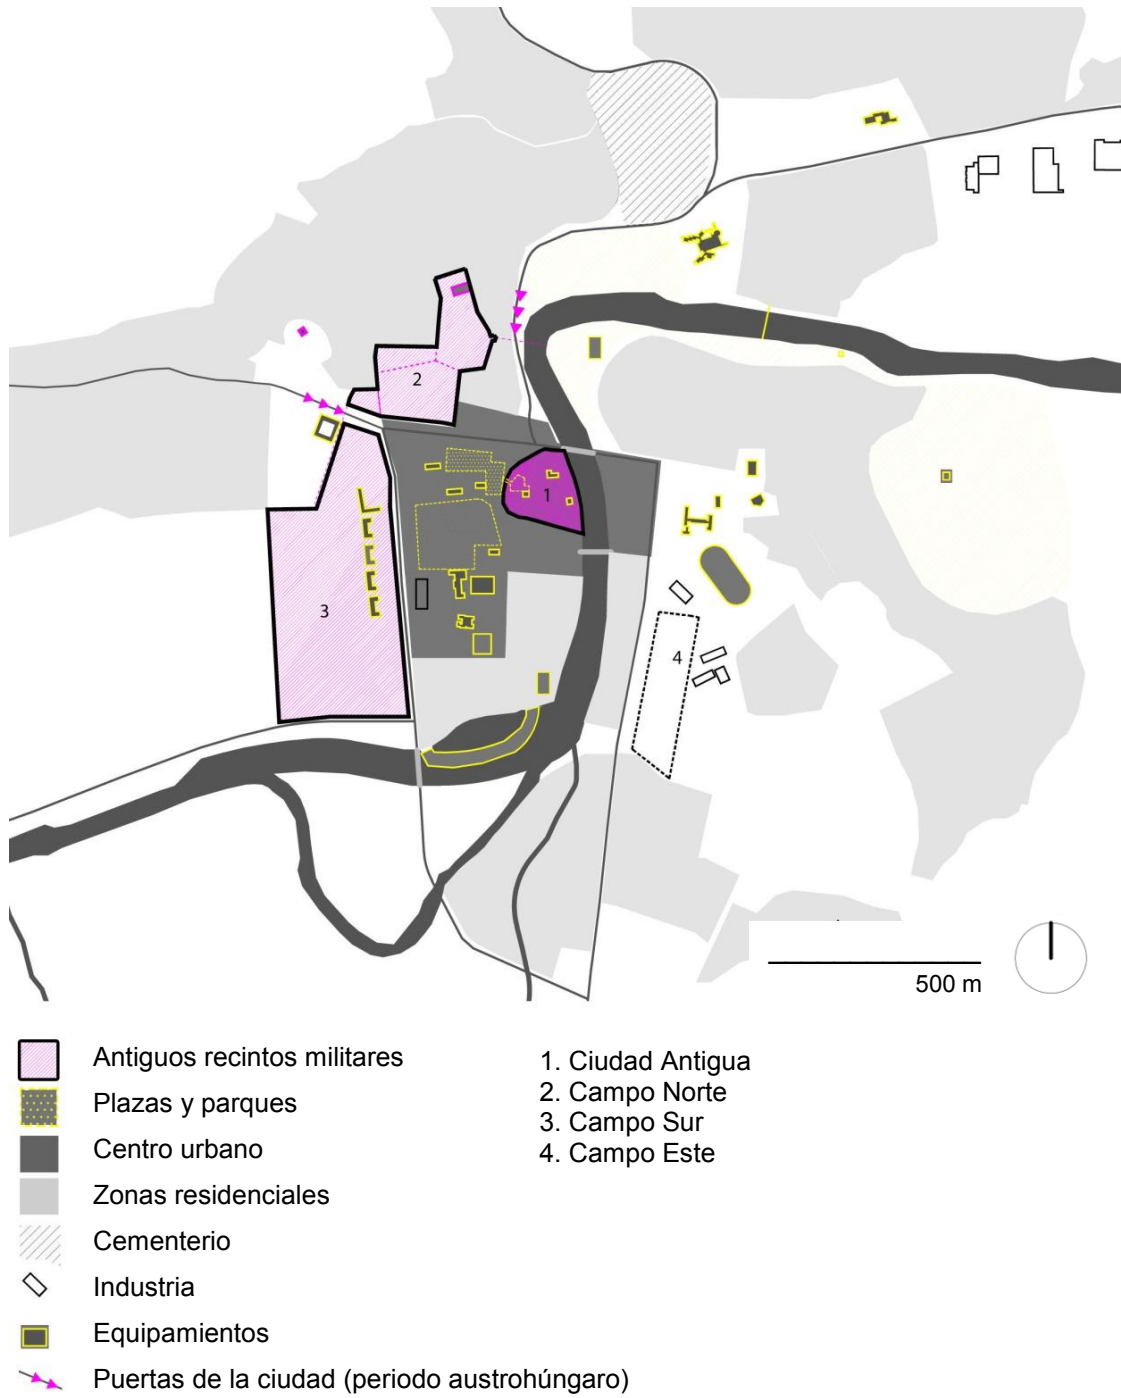 2
1
3
4
500 m
Antiguos recintos militares
Plazas y parques
Centro urbano
Zonas residenciales
Cementerio
Industria
Equipamientos
Puertas de la ciudad (periodo austrohúngaro)
1. Ciudad Antigua
2. Campo Norte
3. Campo Sur
4. Campo Este